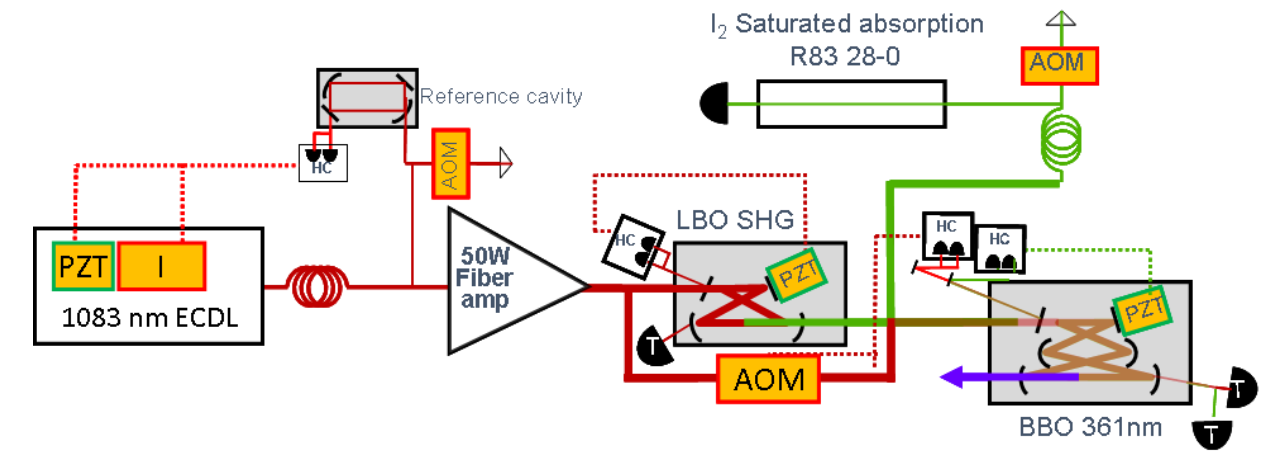 I2 Saturated absorption
R83 28-0
AOM
Reference cavity
HC
AOM
PZT
I
1083 nm ECDL
50W
Fiber
amp
HC
LBO SHG
PZT
T
AOM
HC
HC
PZT
T
T
BBO 361nm